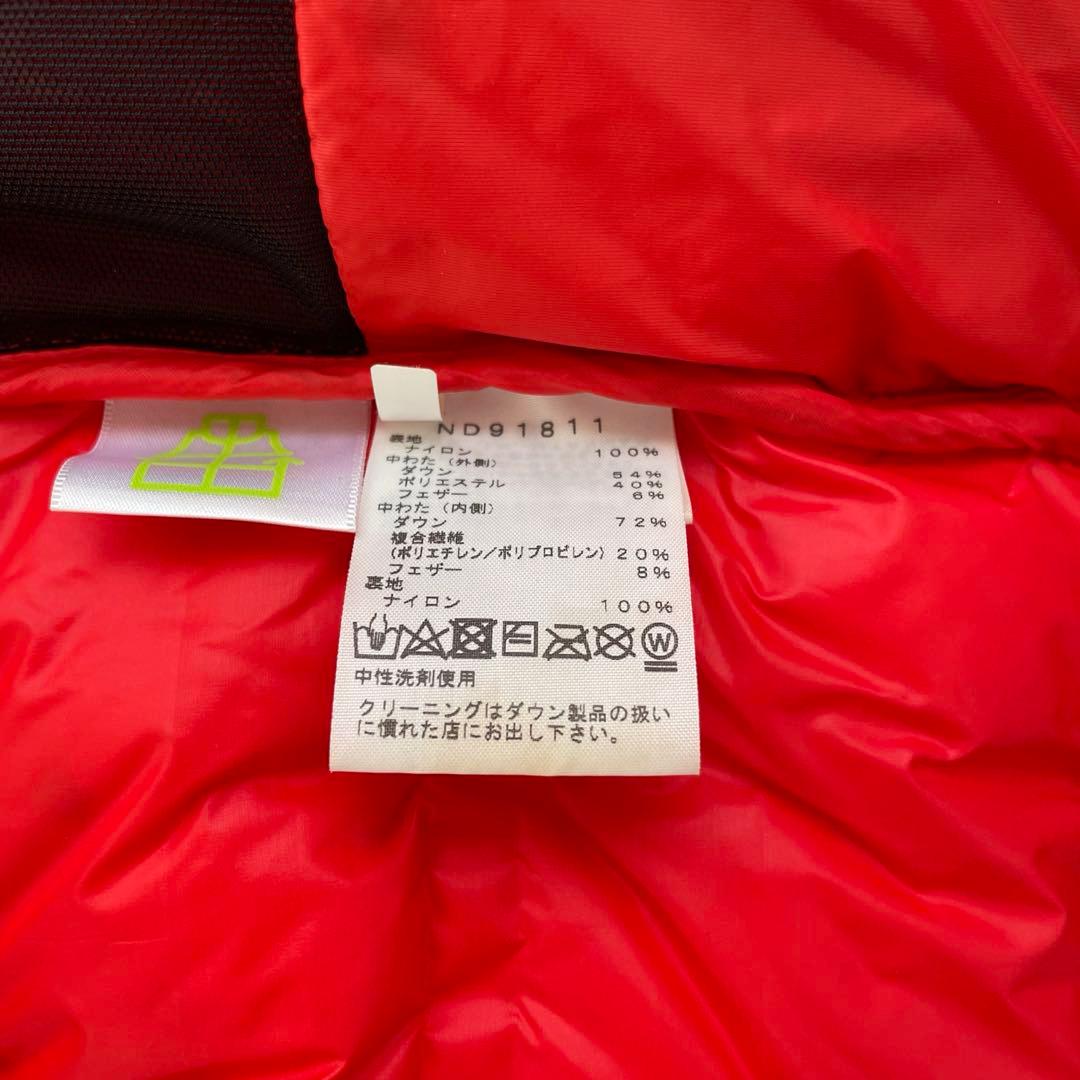 ND91811
表地
ナイロン 100%
中わた (外側)
ダウン 54%
ポリエステル 40%
フェザー 6%
中わた (内側)
ダウン 72%
複合繊維
(ポリエチレン/ポリプロピレン) 20%
フェザー 8%
裏地
ナイロン 100%
W
中性洗剤使用
クリーニングはダウン製品の扱い
に慣れた店にお出し下さい。